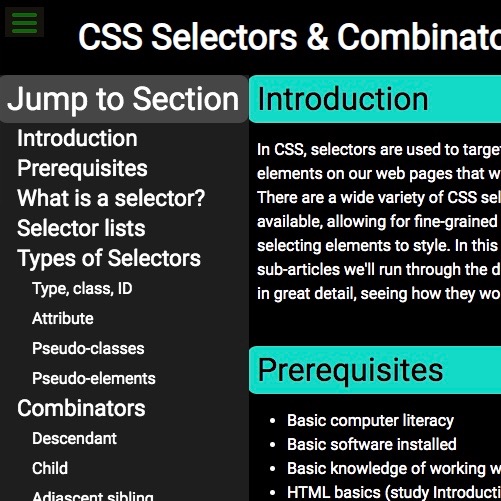 CSS Selectors & Combinato
Jump to Section
Introduction
Prerequisites
What is a selector?
Selector lists
Types of Selectors
Type, class, ID
Attribute
Pseudo-classes
Pseudo-elements
Combinators
Descendant
Child
Adjascent sibling
Introduction
In CSS, selectors are used to targe
elements on our web pages that w
There are a wide variety of CSS sel
available, allowing for fine-grained
selecting elements to style. In this
sub-articles we'll run through the d
in great detail, seeing how they wo
Prerequisites
• Basic computer literacy
• Basic software installed
• Basic knowledge of working w
• HTML basics (study Introducti